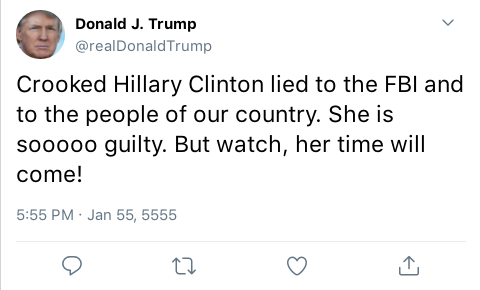 Donald J. Trump
@realDonaldTrump
Crooked Hillary Clinton lied to the FBI and
to the people of our country. She is
sooooo guilty. But watch, her time will
come!
5:55 PM · Jan 55, 5555